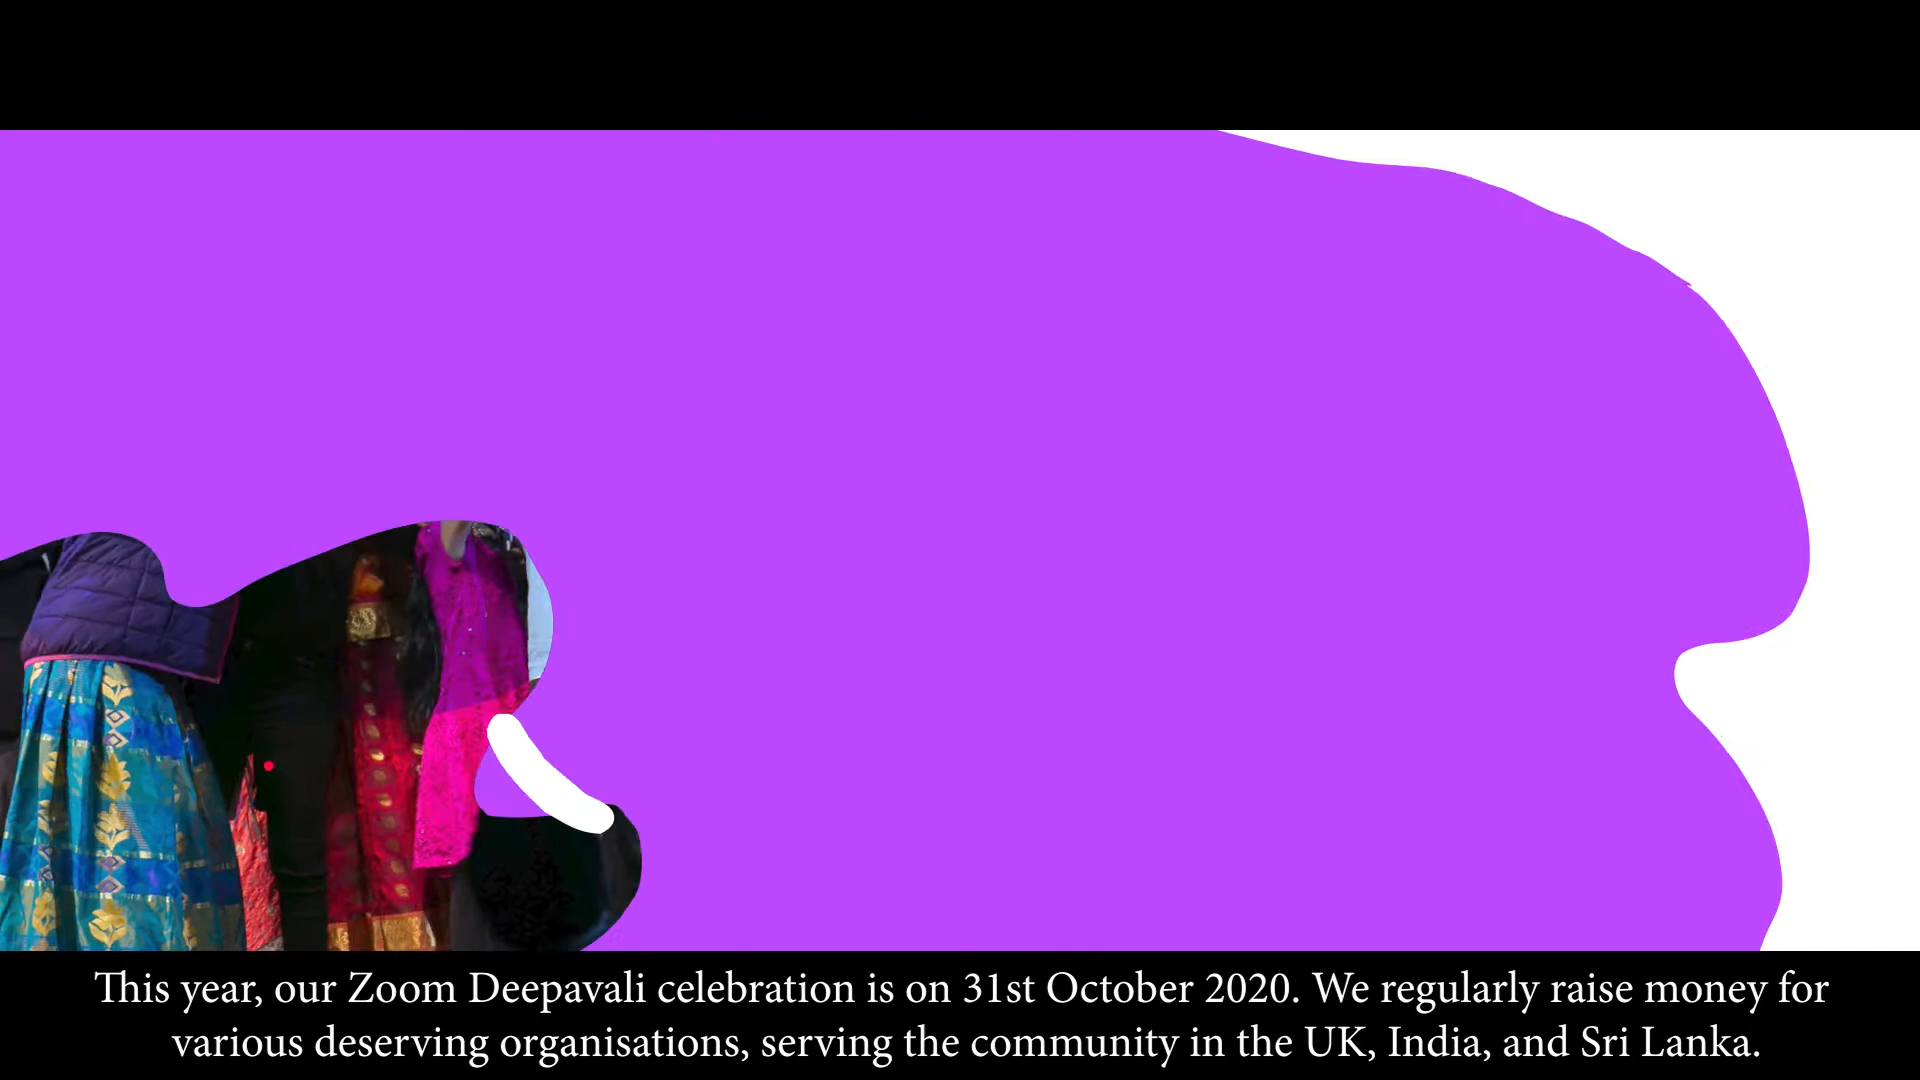 This year, our Zoom Deepavali celebration is on 31st October 2020. We regularly raise money for
various deserving organisations, serving the community in the UK, India, and Sri Lanka.